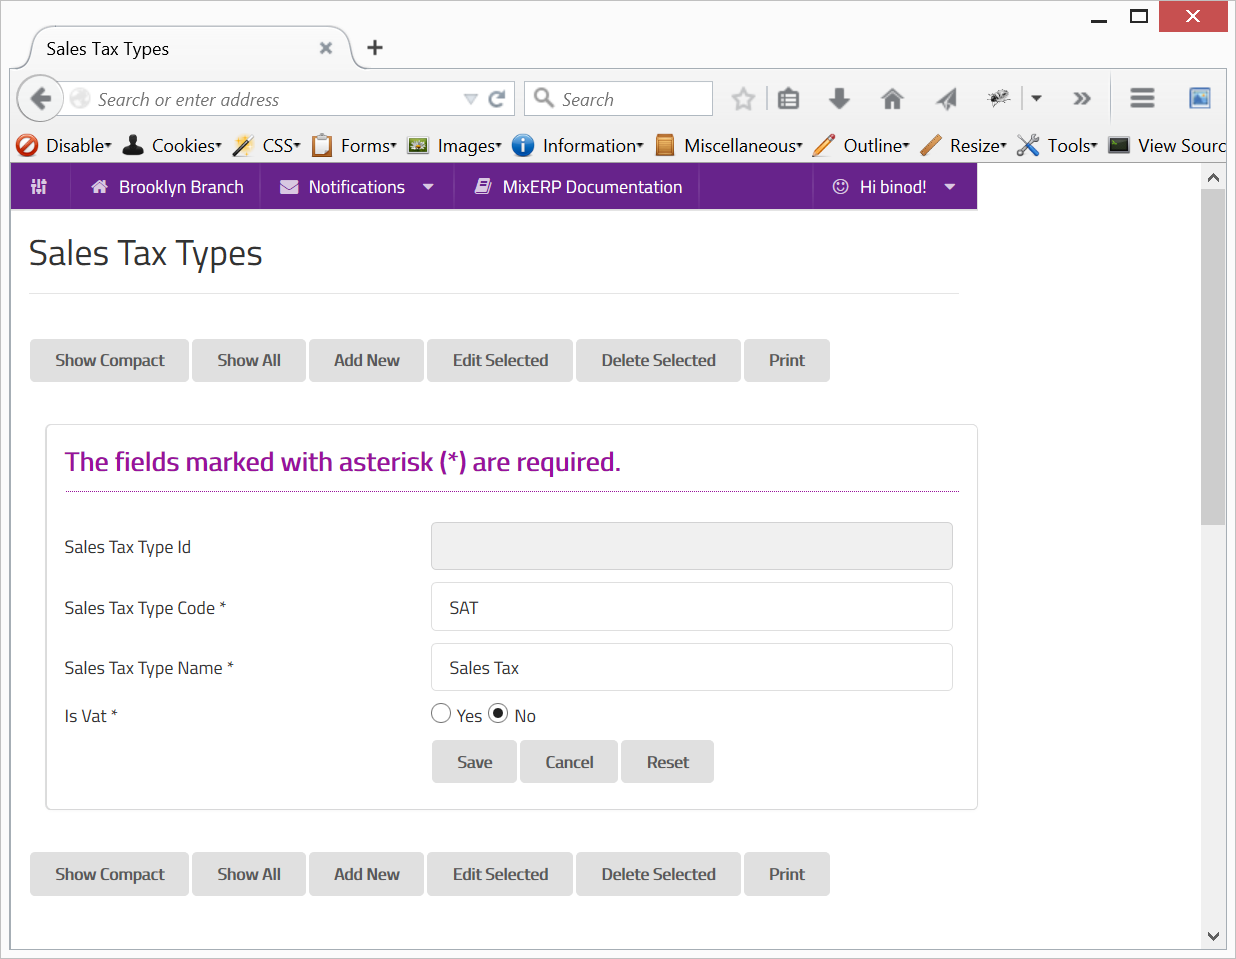 Sales Tax Types
Search or enter address
Search
Disable Cookies CSS Forms Images Information Miscellaneous Outline Resize Tools View Sourc
Brooklyn Branch Notifications MixERP Documentation Hi binod!
Sales Tax Types
Show Compact Show All Add New Edit Selected Delete Selected Print
The fields marked with asterisk (*) are required.
Sales Tax Type Id
Sales Tax Type Code * SAT
Sales Tax Type Name * Sales Tax
Is Vat * Yes No
Save Cancel Reset
Show Compact Show All Add New Edit Selected Delete Selected Print